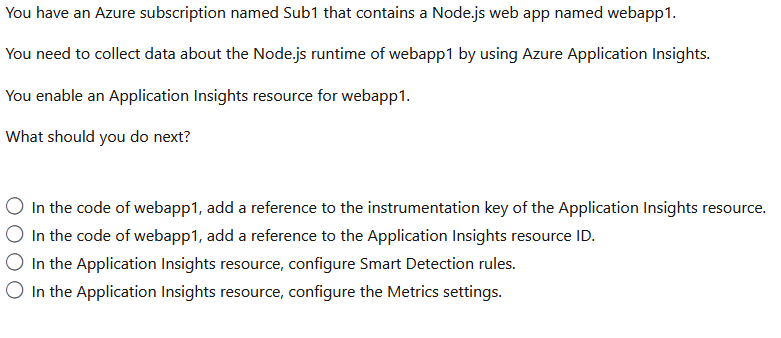 You have an Azure subscription named Sub1 that contains a Node.js web app named webapp1.
You need to collect data about the Node.js runtime of webapp1 by using Azure Application Insights.
You enable an Application Insights resource for webapp1.
What should you do next?
In the code of webapp1, add a reference to the instrumentation key of the Application Insights resource.
In the code of webapp1, add a reference to the Application Insights resource ID.
In the Application Insights resource, configure Smart Detection rules.
In the Application Insights resource, configure the Metrics settings.